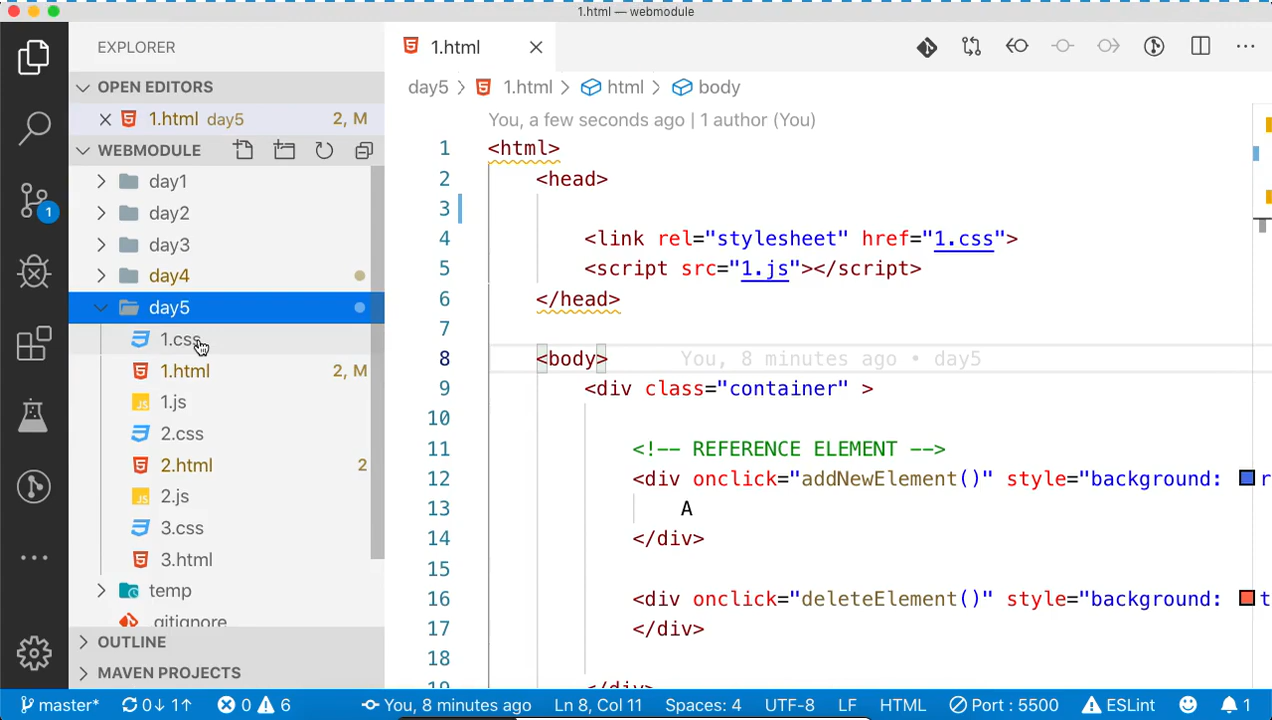 1.html — webmodule
EXPLORER
OPEN EDITORS
1.html day5 2, M
WEBMODULE
day1
day2
day3
day4
day5
1.css
1.html 2, M
JS 1.js
2.css
2.html 2
JS 2.js
3.css
3.html
temp
.gitignore
OUTLINE
MAVEN PROJECTS
1
1.html
day5 > 1.html > html > body
You, a few seconds ago | 1 author (You)
1 <html>
2 <head>
3
4 <link rel="stylesheet" href="1.css">
5 <script src="1.js"></script>
6 </head>
7
8 <body> You, 8 minutes ago • day5
9 <div class="container" >
10
11 <!-- REFERENCE ELEMENT -->
12 <div onclick="addNewElement()" style="background: r
13 A
14 </div>
15
16 <div onclick="deleteElement()" style="background: t
17 </div>
18
19 </div>
master* 0↓ 1↑ 0 6 You, 8 minutes ago Ln 8, Col 11 Spaces: 4 UTF-8 LF HTML Port : 5500 ESLint 1